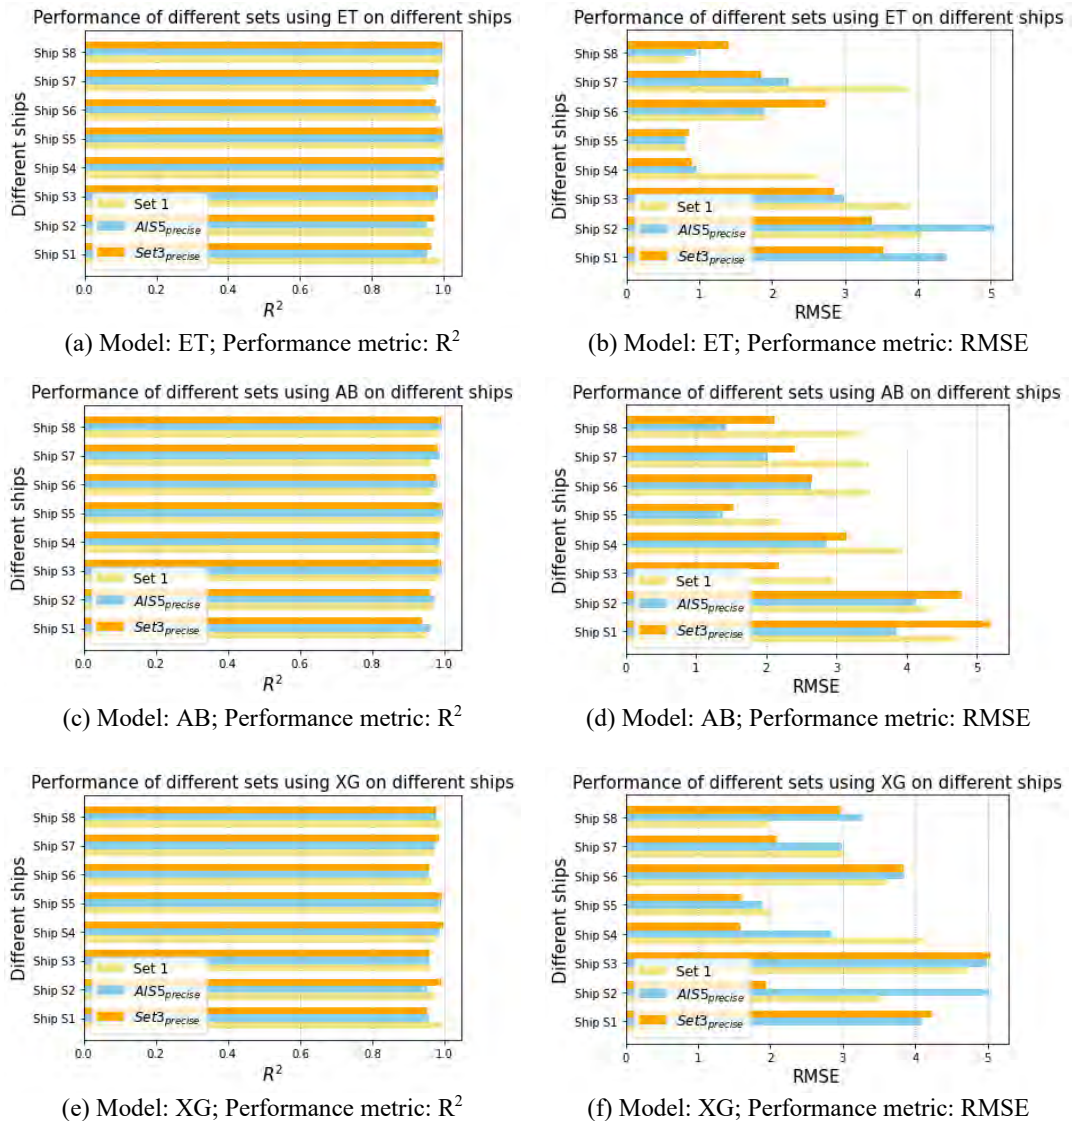 Performance of different sets using ET on different ships
Different ships
Ship S8
Ship S7
Ship S6
Ship S5
Ship S4
Ship S3
Ship S2
Ship S1
Set 1
AIS5precise
Set3precise
0.0 0.2 0.4 0.6 0.8 1.0
R²
(a) Model: ET; Performance metric: R²
Performance of different sets using ET on different ships
Different ships
Ship S8
Ship S7
Ship S6
Ship S5
Ship S4
Ship S3
Ship S2
Ship S1
Set 1
AIS5precise
Set3precise
0 1 2 3 4 5
RMSE
(b) Model: ET; Performance metric: RMSE
Performance of different sets using AB on different ships
Different ships
Ship S8
Ship S7
Ship S6
Ship S5
Ship S4
Ship S3
Ship S2
Ship S1
Set 1
AIS5precise
Set3precise
0.0 0.2 0.4 0.6 0.8 1.0
R²
(c) Model: AB; Performance metric: R²
Performance of different sets using AB on different ships
Different ships
Ship S8
Ship S7
Ship S6
Ship S5
Ship S4
Ship S3
Ship S2
Ship S1
Set 1
AIS5precise
Set3precise
0 1 2 3 4 5
RMSE
(d) Model: AB; Performance metric: RMSE
Performance of different sets using XG on different ships
Different ships
Ship S8
Ship S7
Ship S6
Ship S5
Ship S4
Ship S3
Ship S2
Ship S1
Set 1
AIS5precise
Set3precise
0.0 0.2 0.4 0.6 0.8 1.0
R²
(e) Model: XG; Performance metric: R²
Performance of different sets using XG on different ships
Different ships
Ship S8
Ship S7
Ship S6
Ship S5
Ship S4
Ship S3
Ship S2
Ship S1
Set 1
AIS5precise
Set3precise
0 1 2 3 4 5
RMSE
(f) Model: XG; Performance metric: RMSE